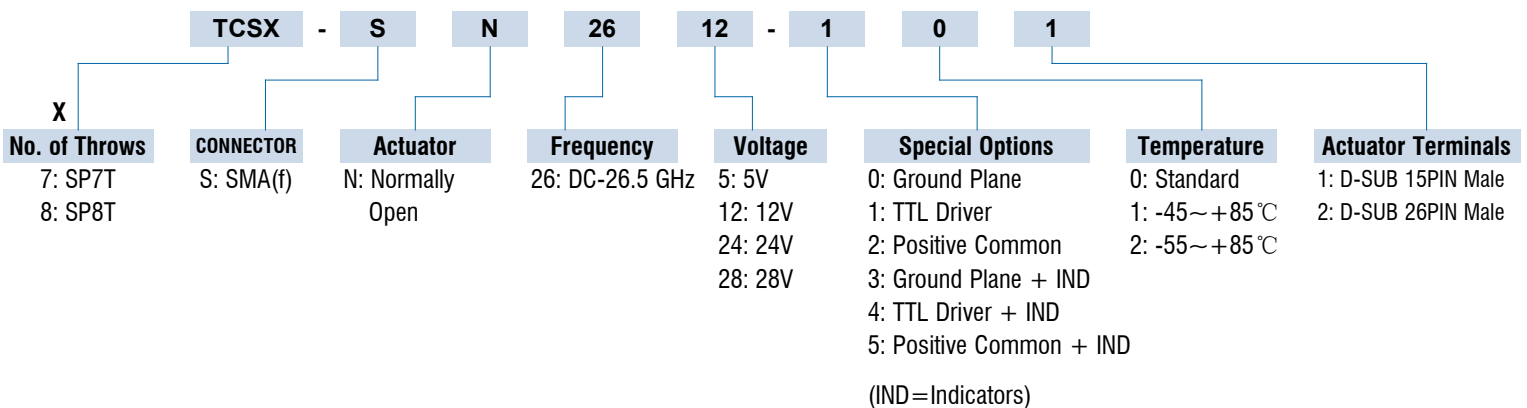 TCSX - S N 26 12 - 1 0 1
X
No. of Throws
7: SP7T
8: SP8T
CONNECTOR
S: SMA(f)
Actuator
N: Normally
Open
Frequency
26: DC-26.5 GHz
Voltage
5: 5V
12: 12V
24: 24V
28: 28V
Special Options
0: Ground Plane
1: TTL Driver
2: Positive Common
3: Ground Plane + IND
4: TTL Driver + IND
5: Positive Common + IND
(IND=Indicators)
Temperature
0: Standard
1: -45~+85℃
2: -55~+85℃
Actuator Terminals
1: D-SUB 15PIN Male
2: D-SUB 26PIN Male